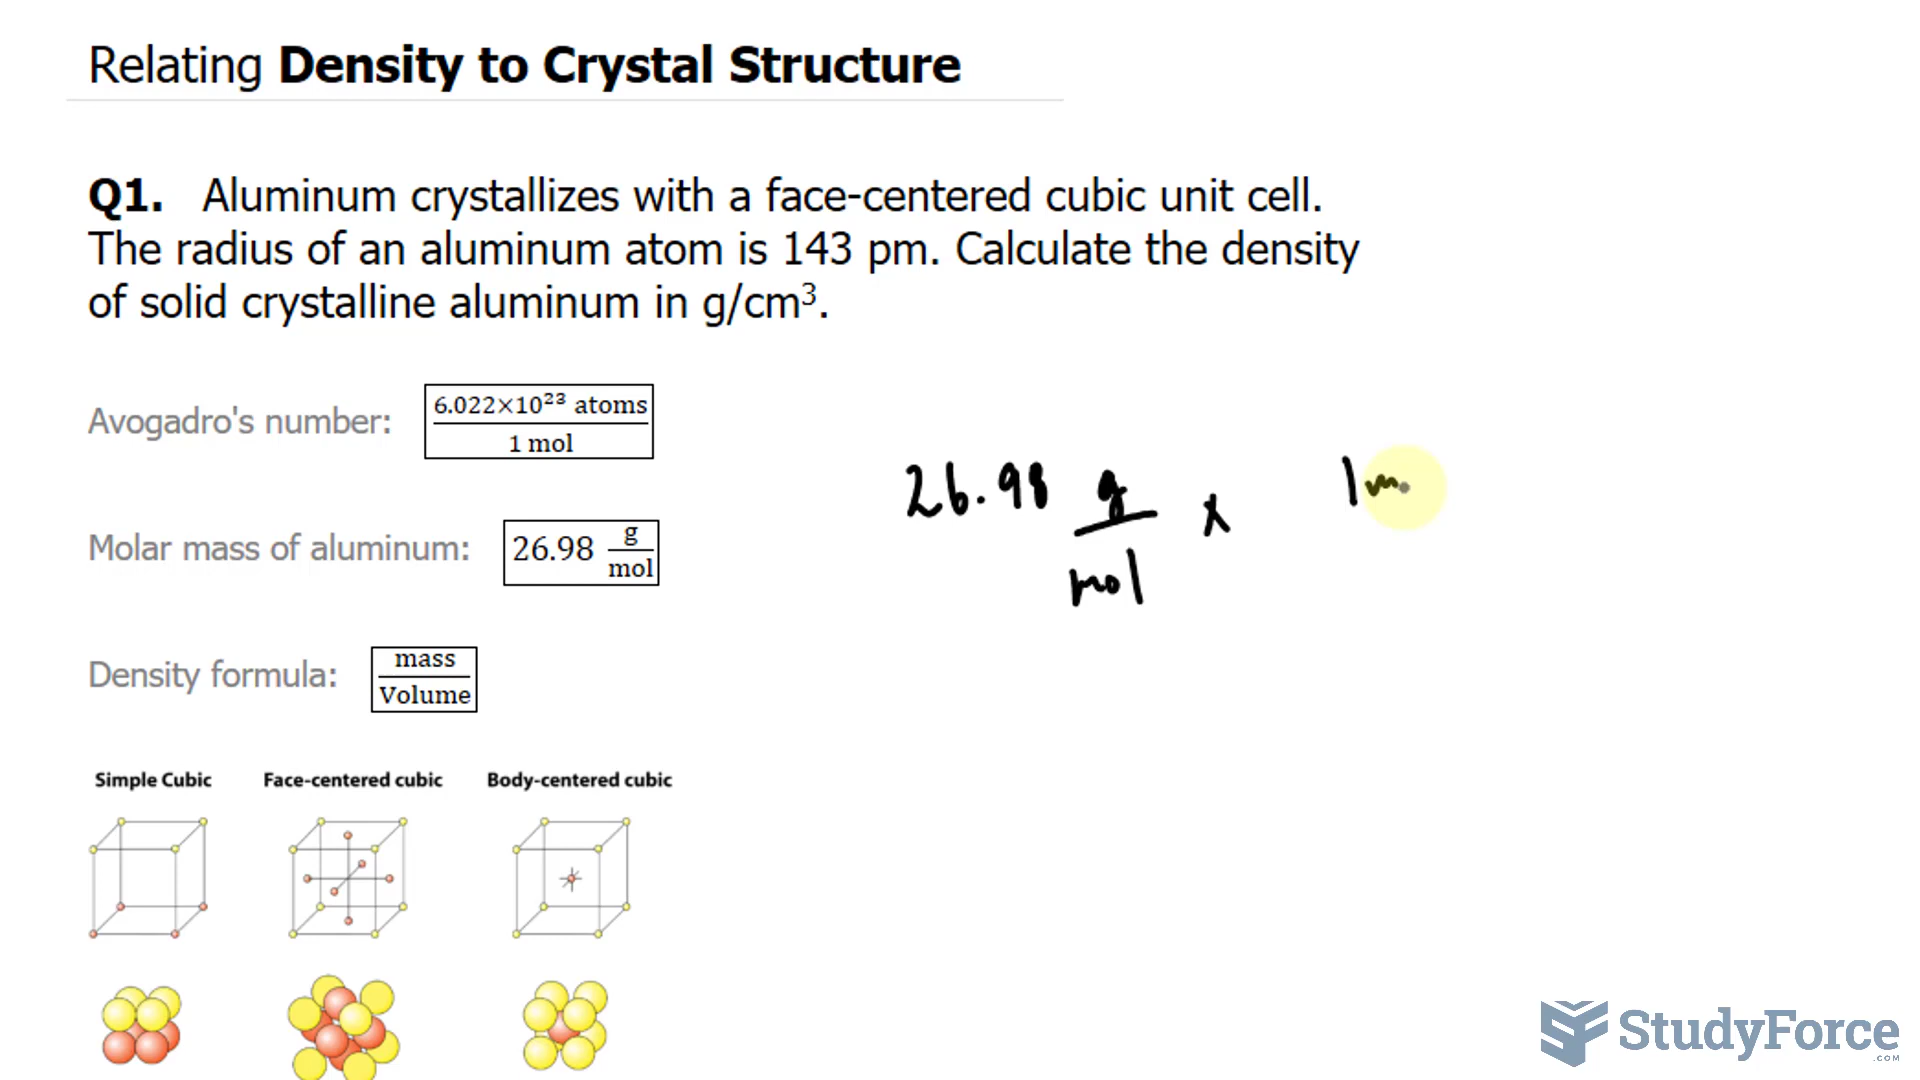 Relating Density to Crystal Structure
Q1. Aluminum crystallizes with a face-centered cubic unit cell.
The radius of an aluminum atom is 143 pm. Calculate the density
of solid crystalline aluminum in g/cm³.
Avogadro's number: 6.022×10²³ atoms
1 mol
Molar mass of aluminum: 26.98 g
mol
Density formula: mass
Volume
26.98 g × 1 m
mol
Simple Cubic Face-centered cubic Body-centered cubic
StudyForce
.COM